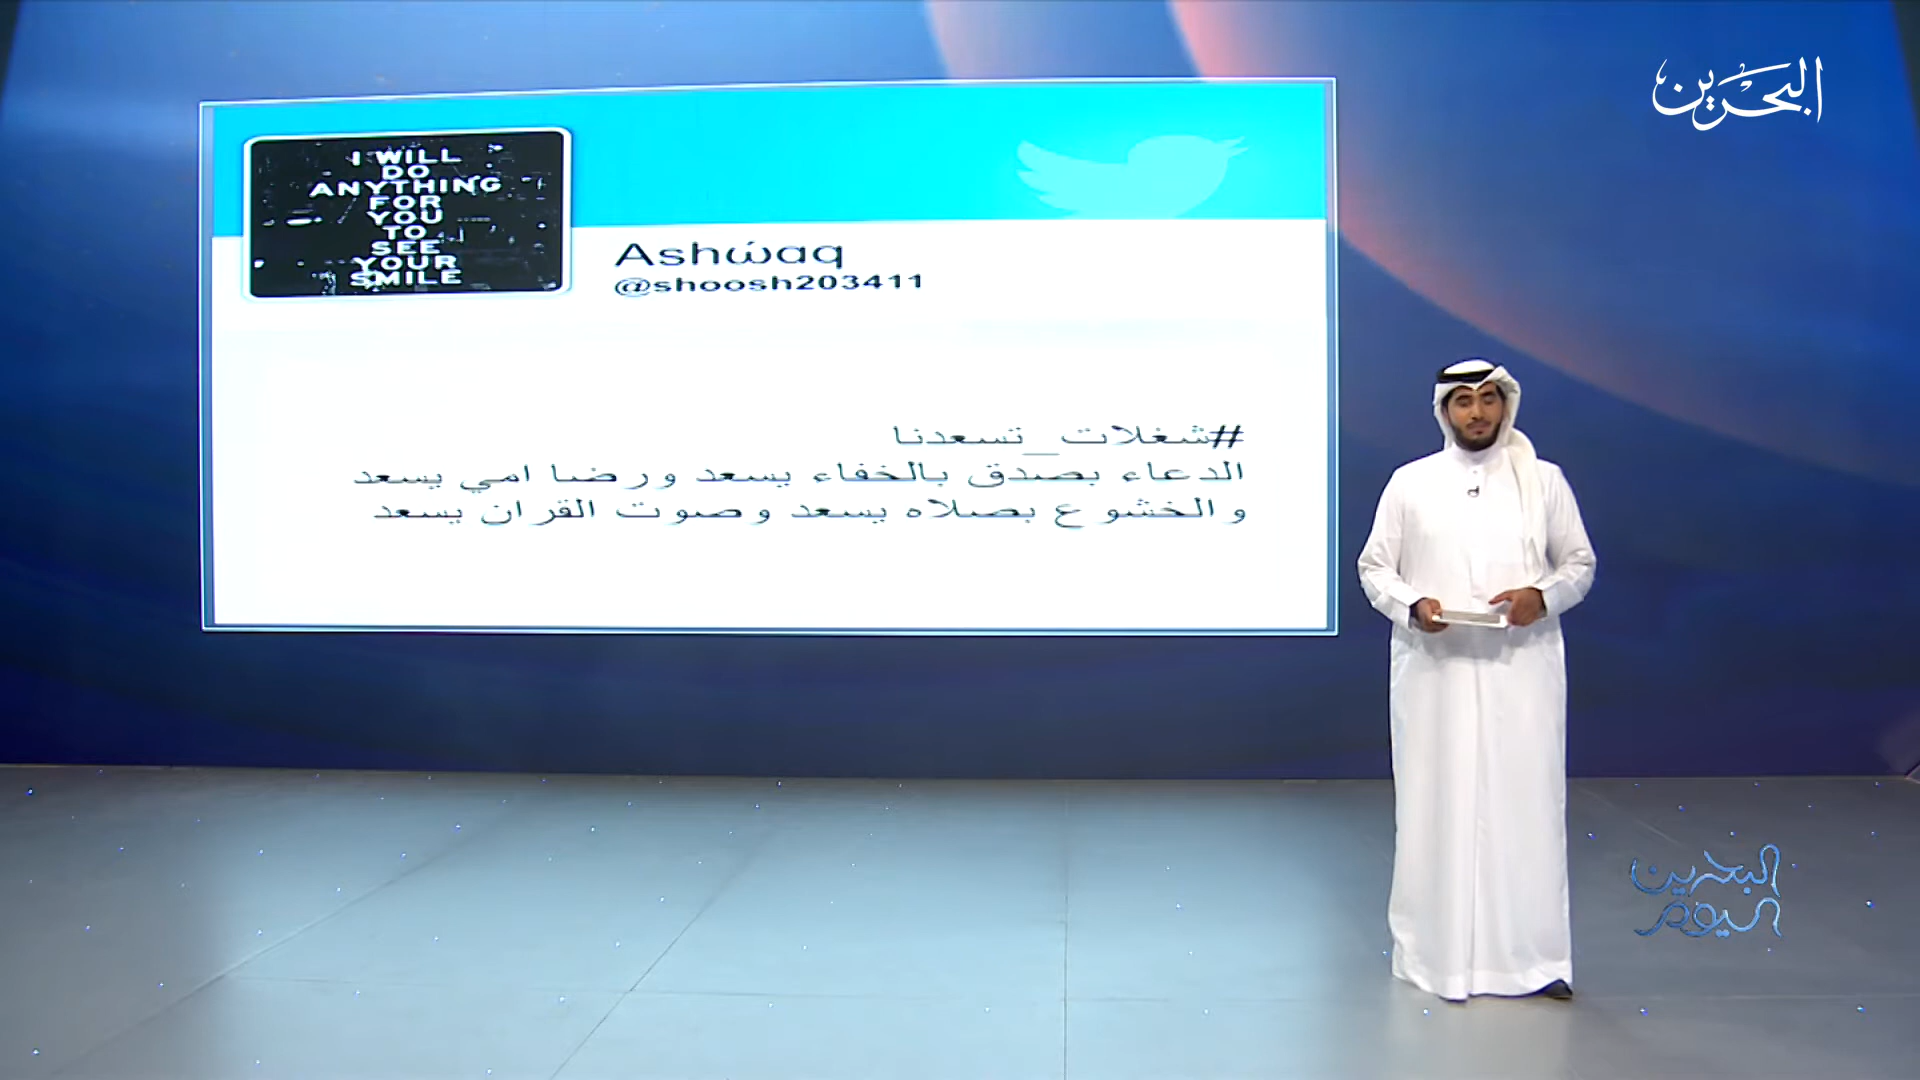 البحرين
I WILL
DO
ANYTHING
FOR
YOU
TO
SEE
YOUR
SMILE
Ashώaq
@shoosh203411
#شغلات_تسعدنا
الدعاء بصدق بالخفاء يسعد ورضا امي يسعد
والخشوع بصلاه يسعد وصوت القران يسعد
البحرين
اليوم